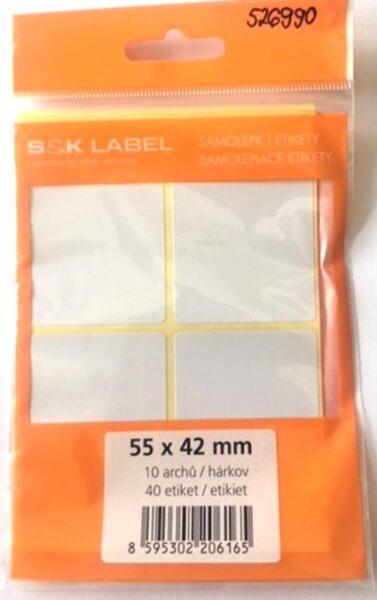 526990
S&K LABEL
Labelling the World
SAMOLEPICÍ ETIKETY
SAMOLEPIACE ETIKETY
55 x 42 mm
10 archů / hárkov
40 etiket / etikiet
8 595302 206165